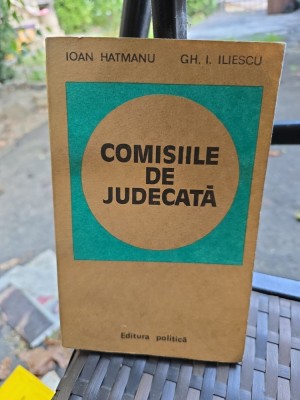 IOAN HATMANU GH. I. ILIESCU
COMISIILE
DE
JUDECATĂ
Editura politică